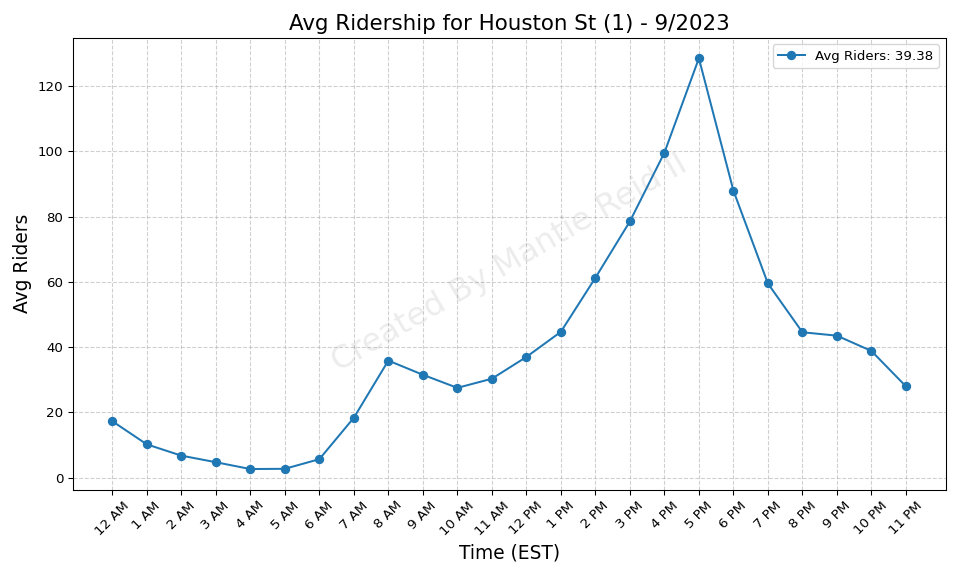 Avg Ridership for Houston St (1) - 9/2023
Avg Riders: 39.38
Avg Riders
120
100
80
60
40
20
0
Created By Mantle Reid II
12 AM 1 AM 2 AM 3 AM 4 AM 5 AM 6 AM 7 AM 8 AM 9 AM 10 AM 11 AM 12 PM 1 PM 2 PM 3 PM 4 PM 5 PM 6 PM 7 PM 8 PM 9 PM 10 PM 11 PM
Time (EST)